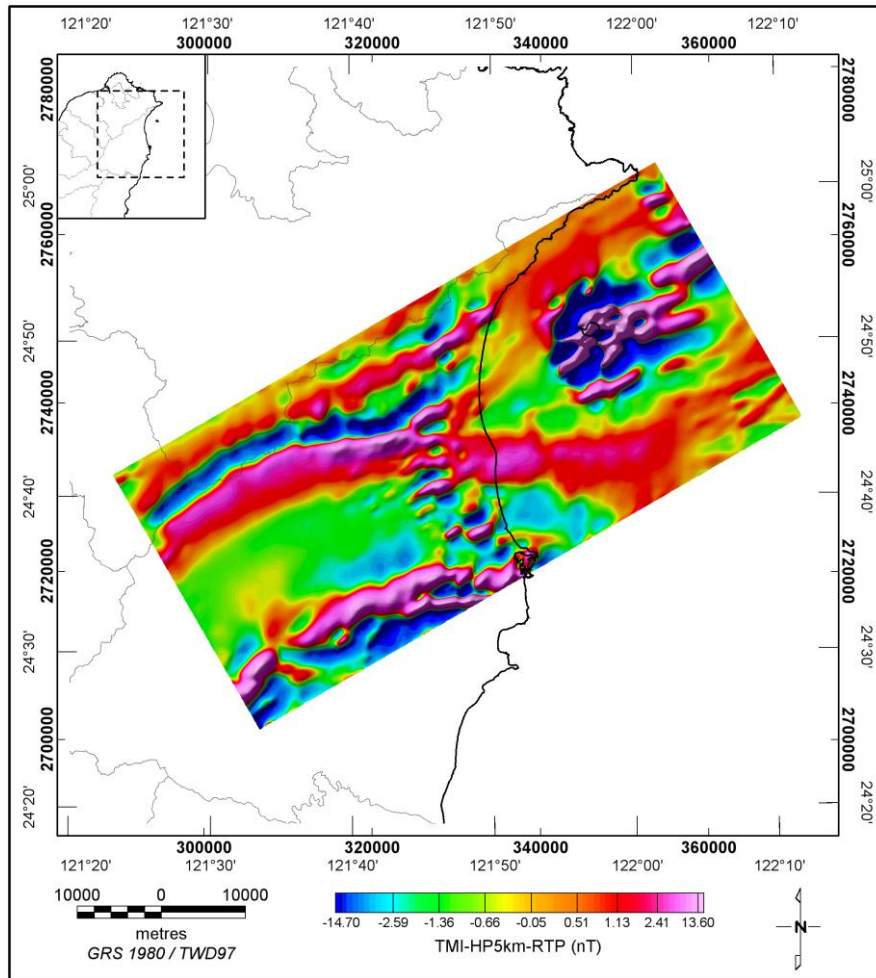 121°20' 121°30' 121°40' 121°50' 122°00' 122°10'
300000 320000 340000 360000
2780000 2780000
25°00' 25°00'
2760000 2760000
24°50' 24°50'
2740000 2740000
24°40' 24°40'
2720000 2720000
24°30' 24°30'
2700000 2700000
24°20' 24°20'
300000 320000 340000 360000
121°20' 121°30' 121°40' 121°50' 122°00' 122°10'
10000 0 10000
metres
GRS 1980 / TWD97
-14.70 -2.59 -1.36 -0.66 -0.05 0.51 1.13 2.41 13.60
TMI-HP5km-RTP (nT)
N